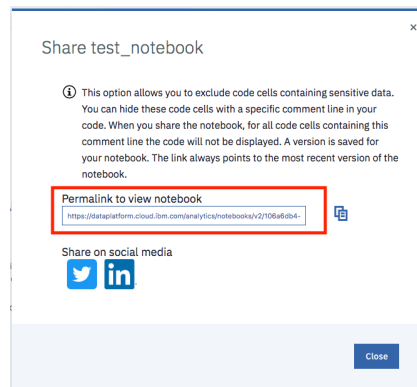 ×
Share test_notebook
This option allows you to exclude code cells containing sensitive data.
You can hide these code cells with a specific comment line in your
code. When you share the notebook, for all code cells containing this
comment line the code will not be displayed. A version is saved for
your notebook. The link always points to the most recent version of the
notebook.
Permalink to view notebook
https://dataplatform.cloud.ibm.com/analytics/notebooks/v2/106a6db4-
Share on social media
in
Close